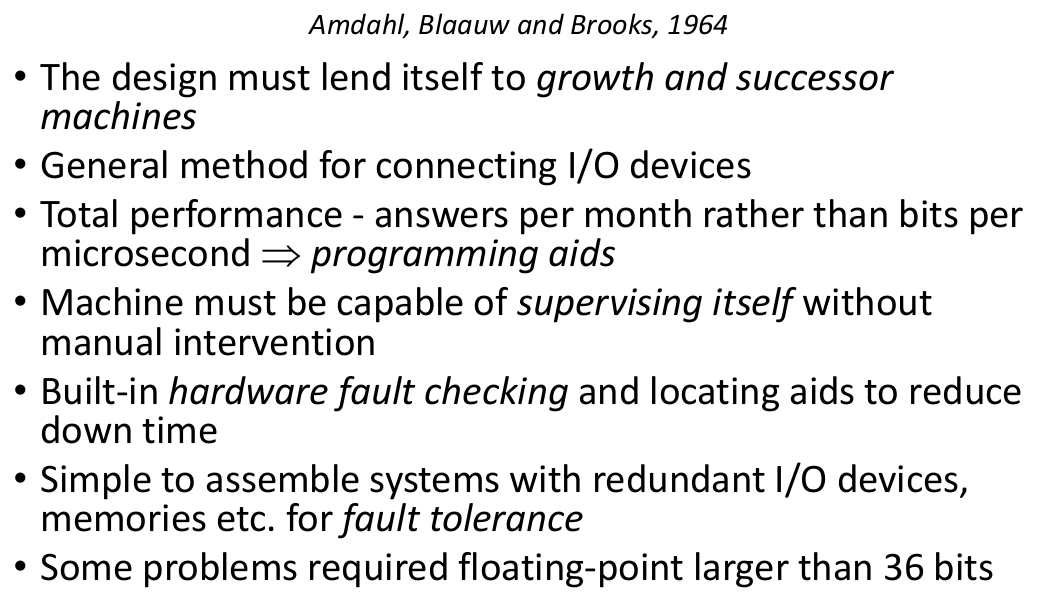 Amdahl, Blaauw and Brooks, 1964
• The design must lend itself to growth and successor
machines
• General method for connecting I/O devices
• Total performance - answers per month rather than bits per
microsecond ⇒ programming aids
• Machine must be capable of supervising itself without
manual intervention
• Built-in hardware fault checking and locating aids to reduce
down time
• Simple to assemble systems with redundant I/O devices,
memories etc. for fault tolerance
• Some problems required floating-point larger than 36 bits